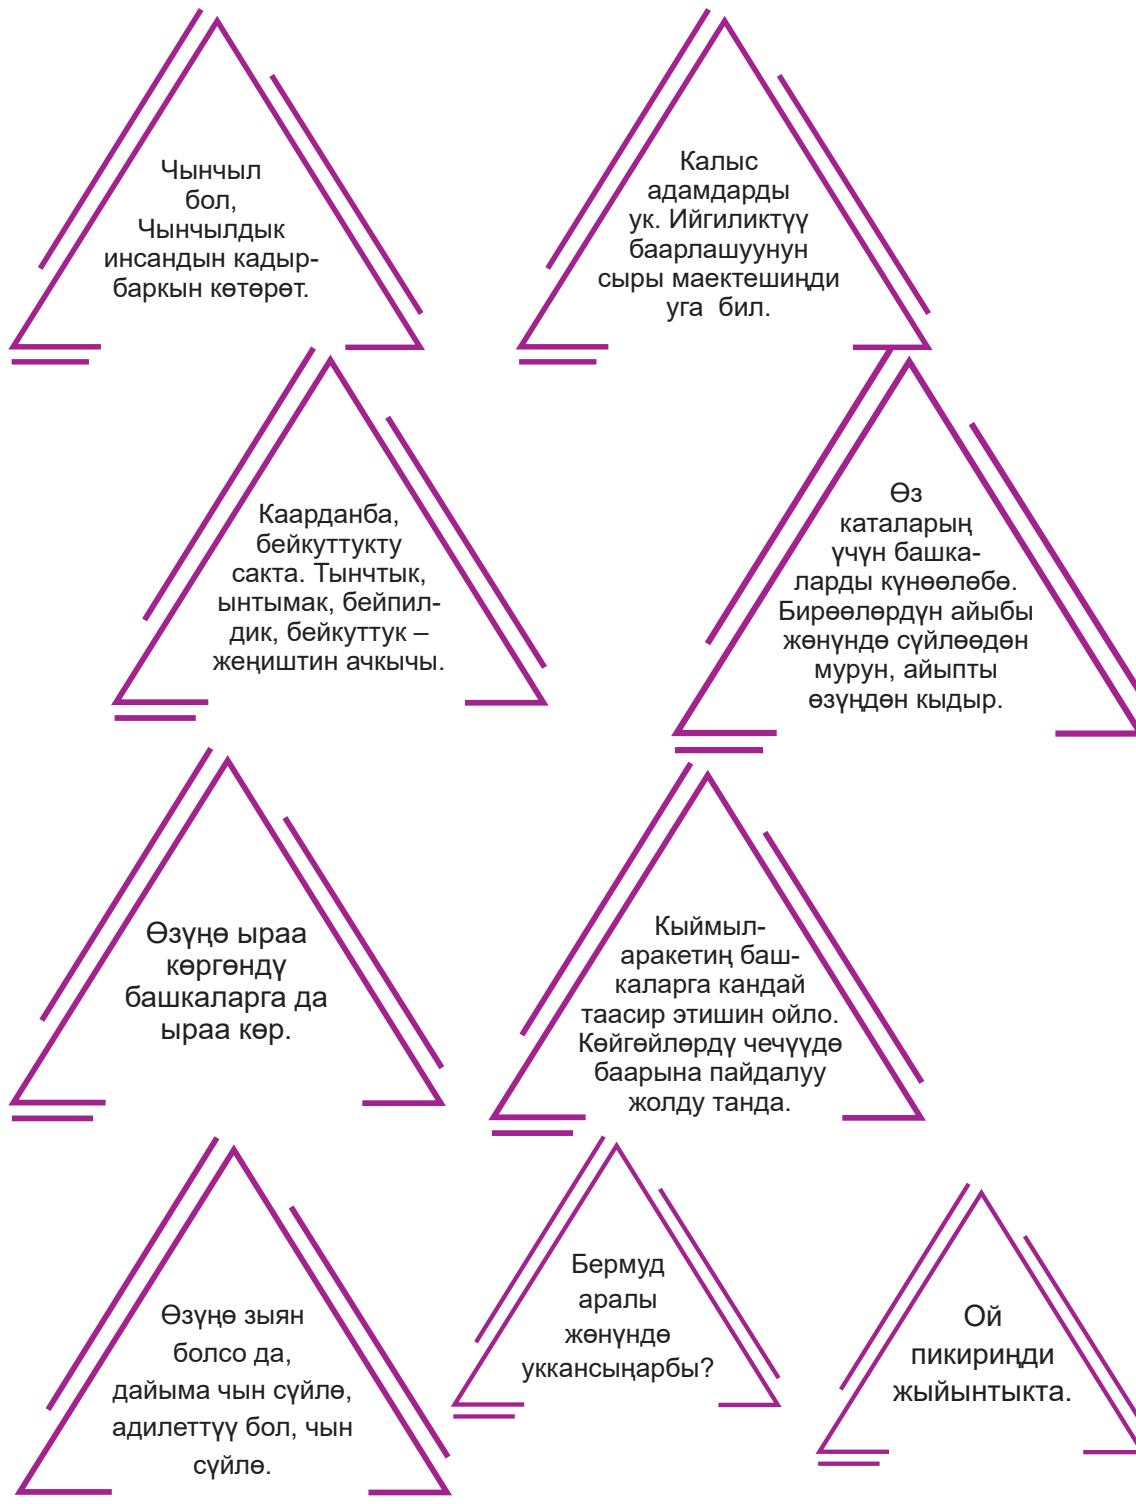 Чынчыл
бол,
Чынчылдык
инсандын кадыр-
баркын көтөрөт.
Калыс
адамдарды
ук. Ийгиликтүү
баарлашуунун
сыры маектешиңди
уга  бил.
Каарданба,
бейкуттукту
сакта. Тынчтык,
ынтымак, бейпил-
дик, бейкуттук –
жеңиштин ачкычы.
Өз
каталарың
үчүн башка-
ларды күнөөлөбө.
Бирөөлөрдүн айыбы
жөнүндө сүйлөөдөн
мурун, айыпты
өзүңдөн кыдыр.
Өзүңө ыраа
көргөндү
башкаларга да
ыраа көр.
Кыймыл-
аракетиң баш-
каларга кандай
таасир этишин ойло.
Көйгөйлөрдү чечүүдө
баарына пайдалуу
жолду танда.
Өзүңө зыян
болсо да,
дайыма чын сүйлө,
адилеттүү бол, чын
сүйлө.
Бермуд
аралы
жөнүндө
уккансыңарбы?
Ой
пикириңди
жыйынтыкта.